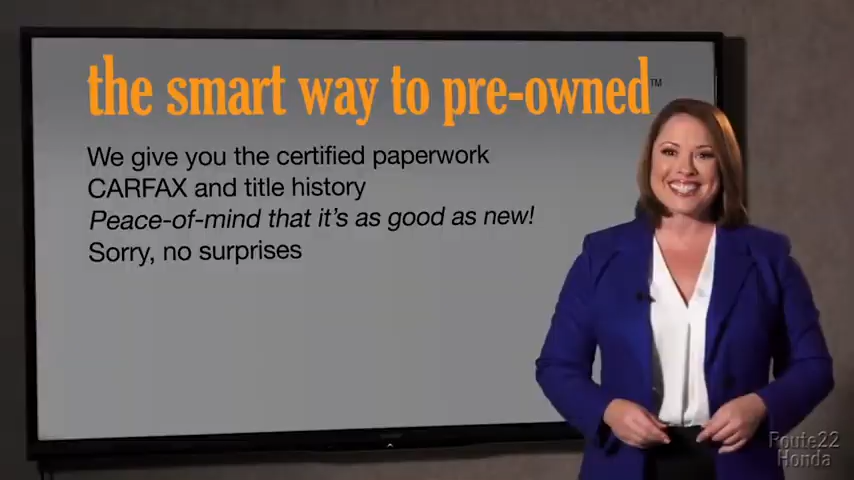 the smart way to pre-owned™
We give you the certified paperwork
CARFAX and title history
Peace-of-mind that it's as good as new!
Sorry, no surprises
Route22
Honda